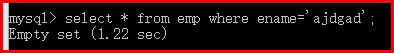 mysql> select * from emp where ename='ajdgad';
Empty set (1.22 sec)